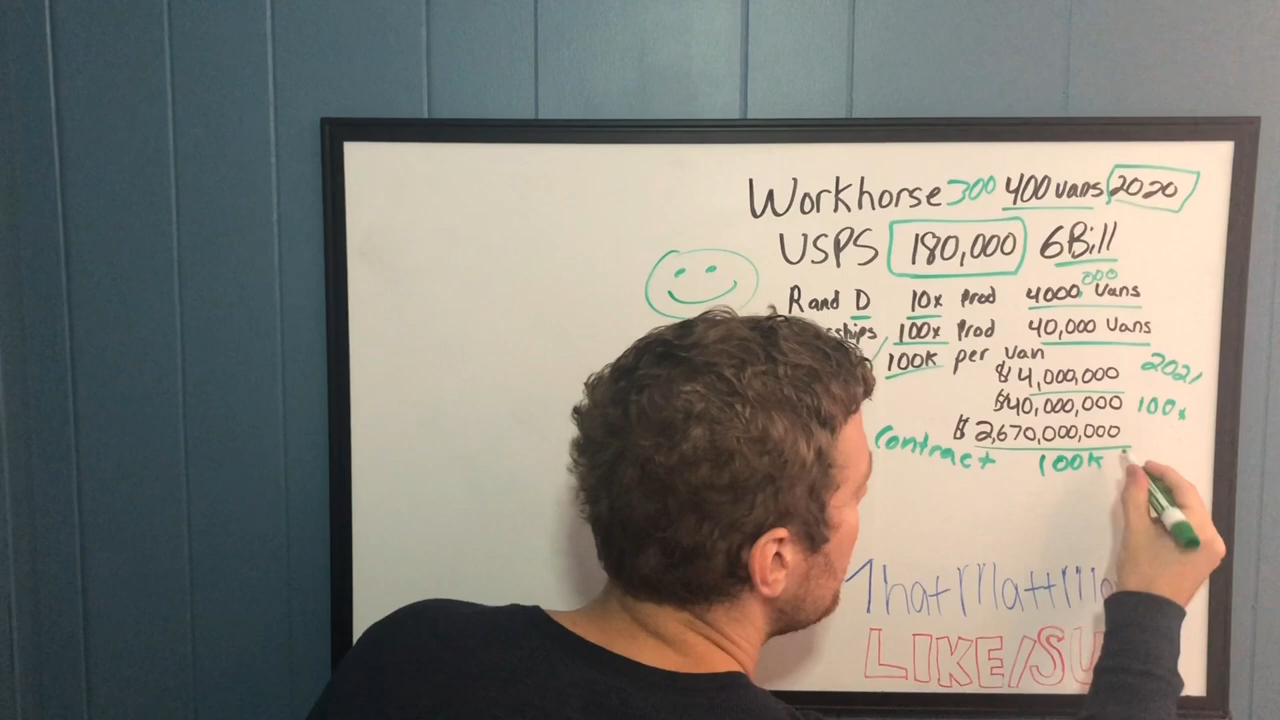 Workhorse 300 400 vans 2020
USPS 180,000 6Bill
000
R and D 10x Prod 4000 Vans
100x Prod 40,000 Vans
100K per Van
$4,000,000 2021
$40,000,000 100x
$2,670,000,000
Contract 100K
LIKE/SU